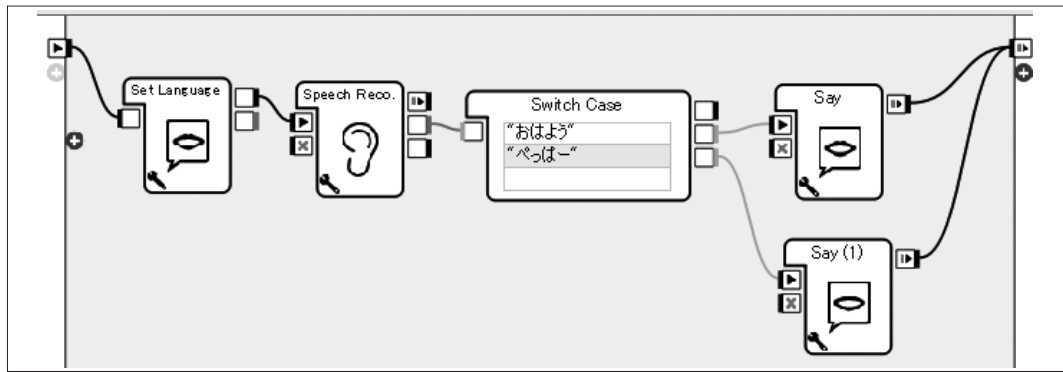 Set Language
Speech Reco.
Switch Case
"おはよう"
"ぺっぱー"
Say
Say (1)